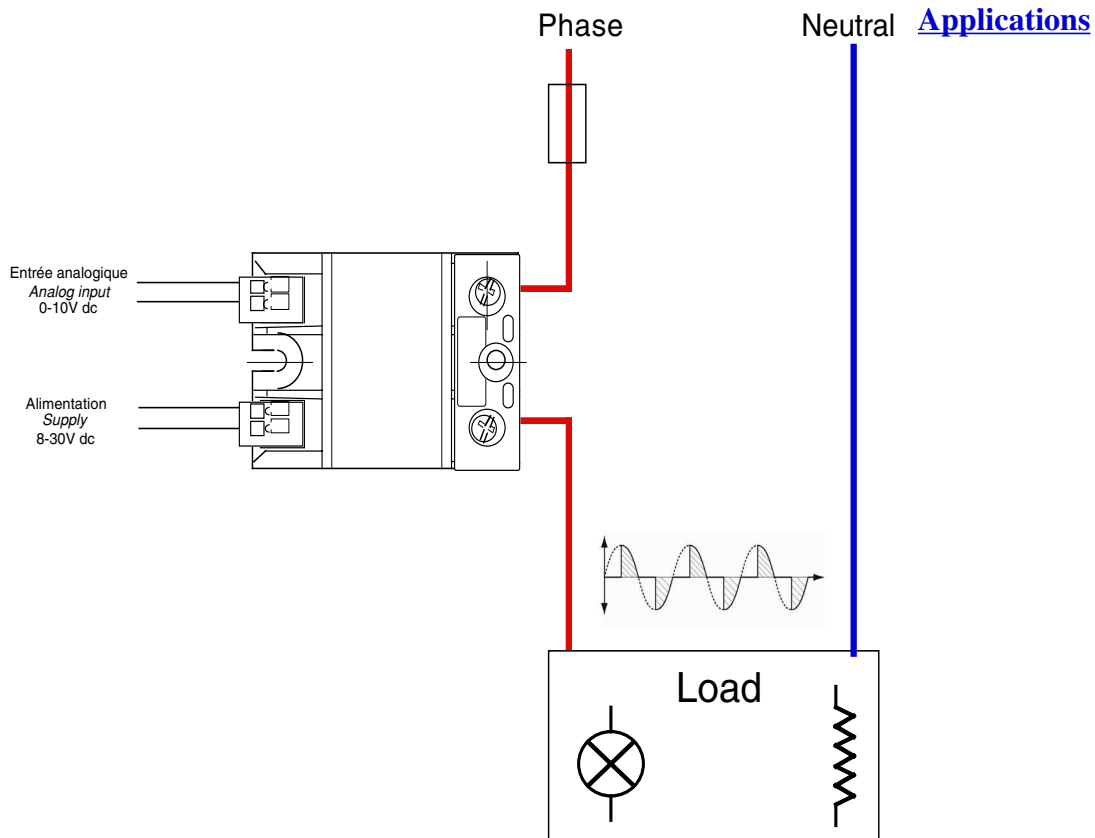 Phase
Neutral
Applications
Entrée analogique
Analog input
0-10V dc
Alimentation
Supply
8-30V dc
Load